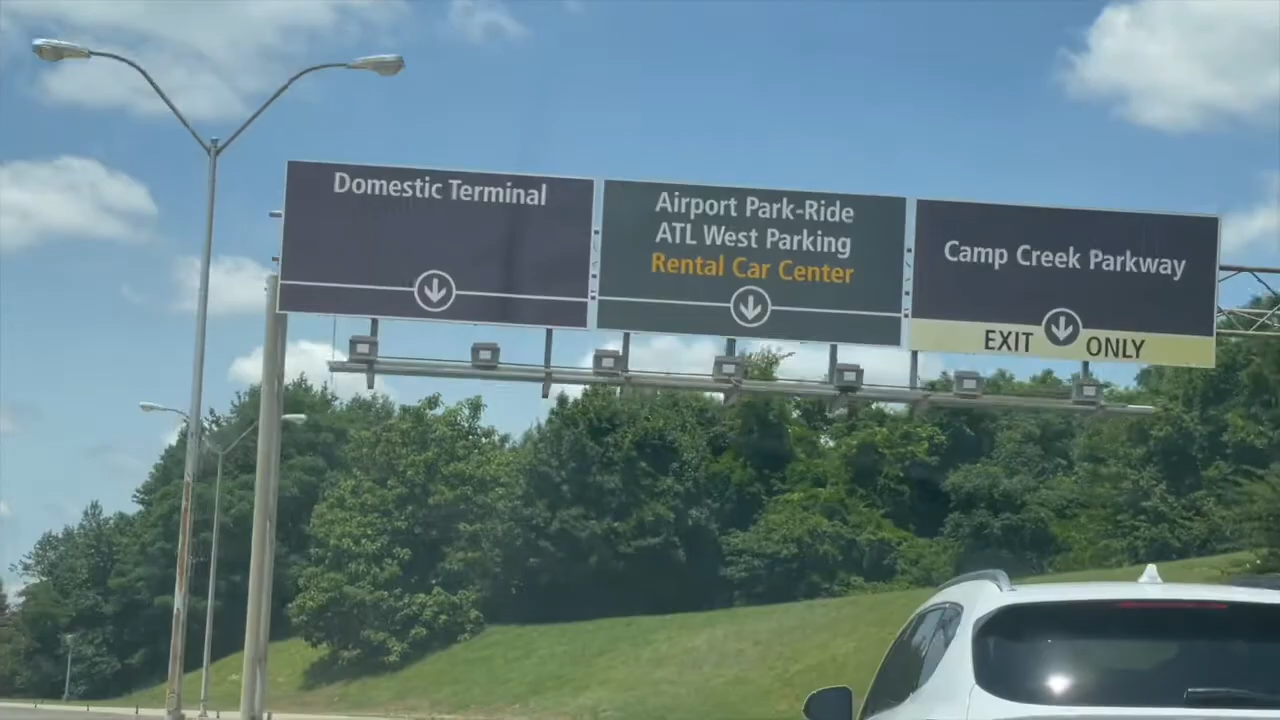 Domestic Terminal
Airport Park-Ride
ATL West Parking
Rental Car Center
Camp Creek Parkway
EXIT ONLY